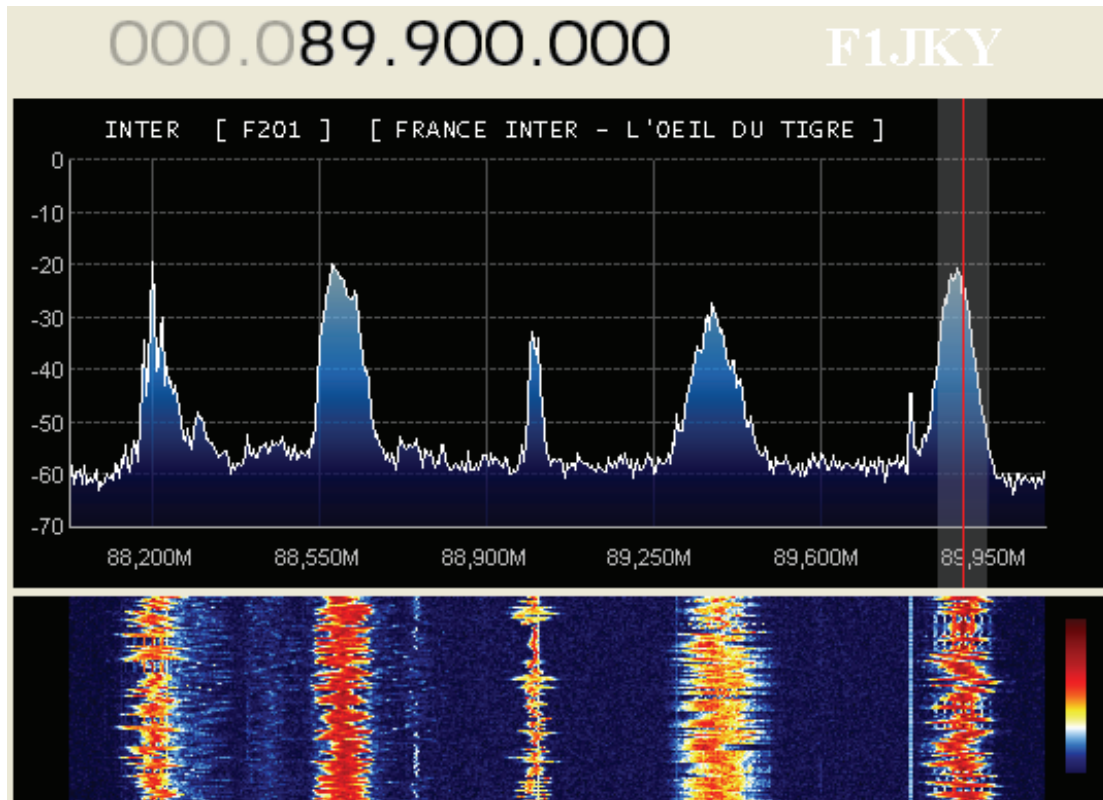 000.089.900.000 F1JKY
INTER [ F201 ] [ FRANCE INTER - L'OEIL DU TIGRE ]
0
-10
-20
-30
-40
-50
-60
-70
88,200M 88,550M 88,900M 89,250M 89,600M 89,950M